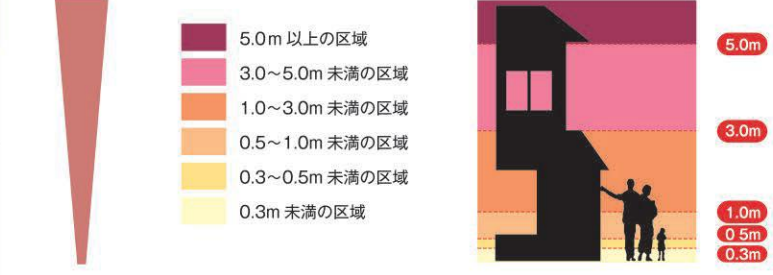 5.0m 以上の区域
3.0～5.0m 未満の区域
1.0～3.0m 未満の区域
0.5～1.0m 未満の区域
0.3～0.5m 未満の区域
0.3m 未満の区域
5.0m
3.0m
1.0m
0 5m
0.3m